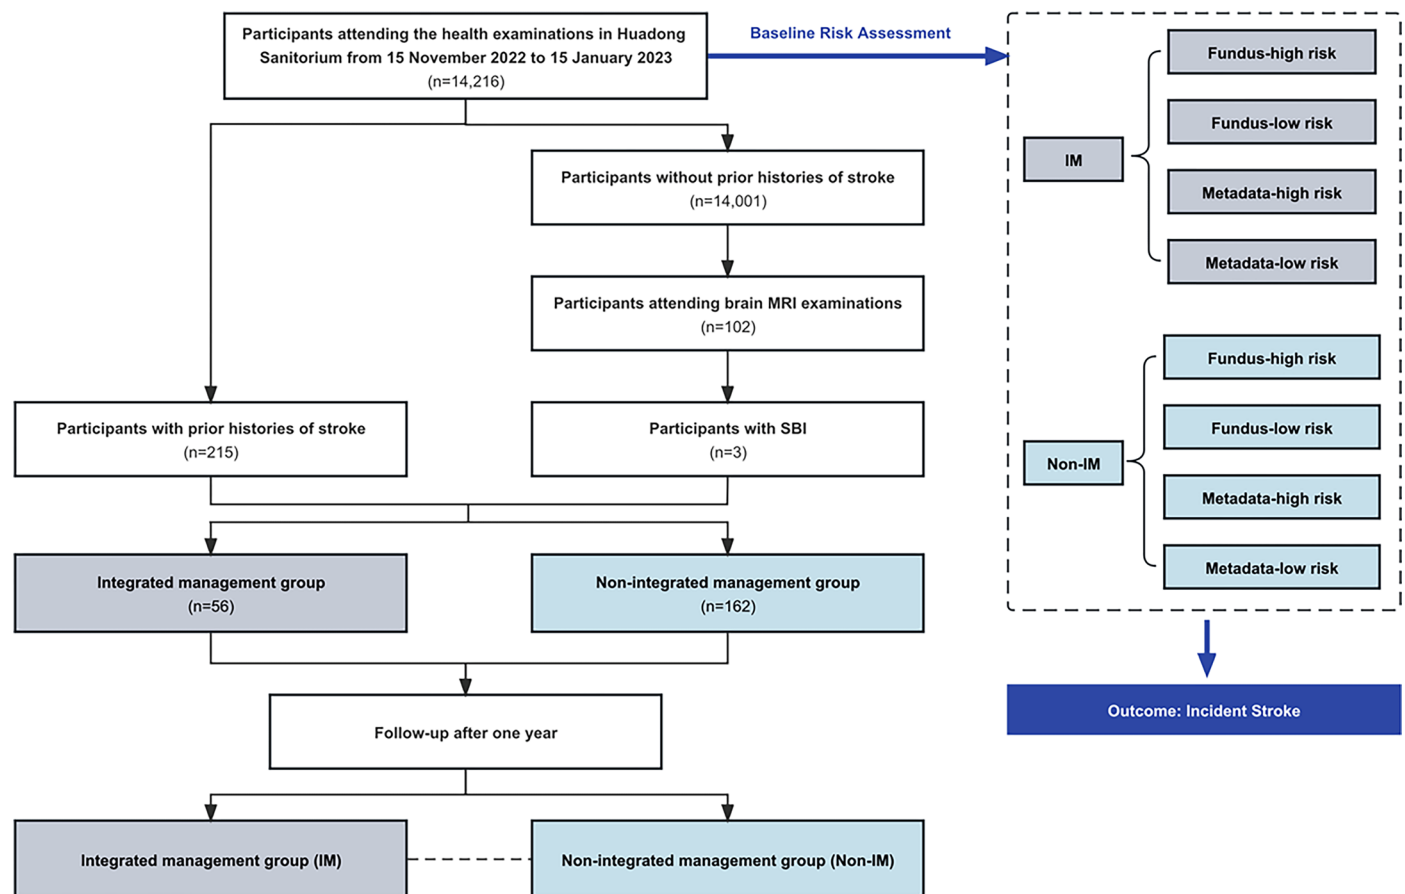 Participants attending the health examinations in Huadong
Sanitorium from 15 November 2022 to 15 January 2023
(n=14,216)
Baseline Risk Assessment
Participants without prior histories of stroke
(n=14,001)
Participants attending brain MRI examinations
(n=102)
Participants with prior histories of stroke
(n=215)
Participants with SBI
(n=3)
Integrated management group
(n=56)
Non-integrated management group
(n=162)
Follow-up after one year
Integrated management group (IM)
Non-integrated management group (Non-IM)
IM
Fundus-high risk
Fundus-low risk
Metadata-high risk
Metadata-low risk
Non-IM
Fundus-high risk
Fundus-low risk
Metadata-high risk
Metadata-low risk
Outcome: Incident Stroke